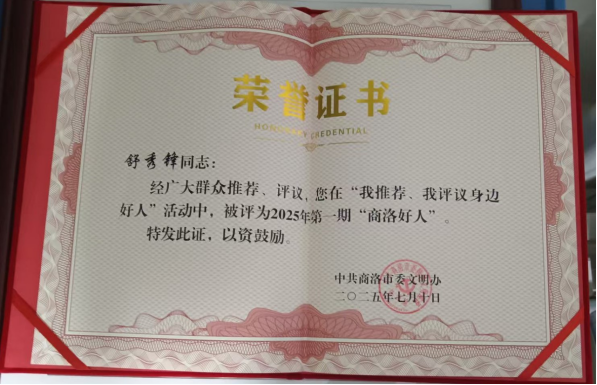 荣誉证书
HONORARY CREDENTIAL
舒秀锋同志：
经广大群众推荐、评议，您在“我推荐、我评议身边
好人”活动中，被评为2025年第一期“商洛好人”。
特发此证，以资鼓励。
中共商洛市委文明办
二〇二五年七月十日